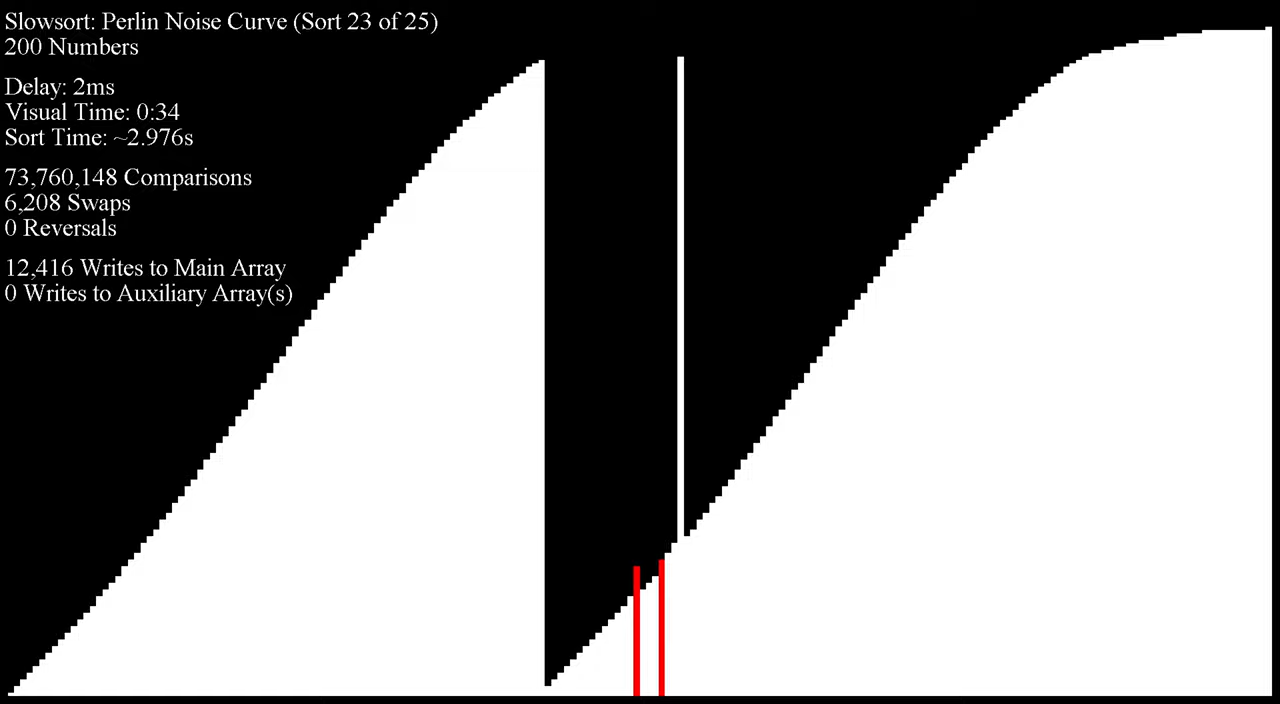 Slowsort: Perlin Noise Curve (Sort 23 of 25)
200 Numbers
Delay: 2ms
Visual Time: 0:34
Sort Time: ~2.976s
73,760,148 Comparisons
6,208 Swaps
0 Reversals
12,416 Writes to Main Array
0 Writes to Auxiliary Array(s)